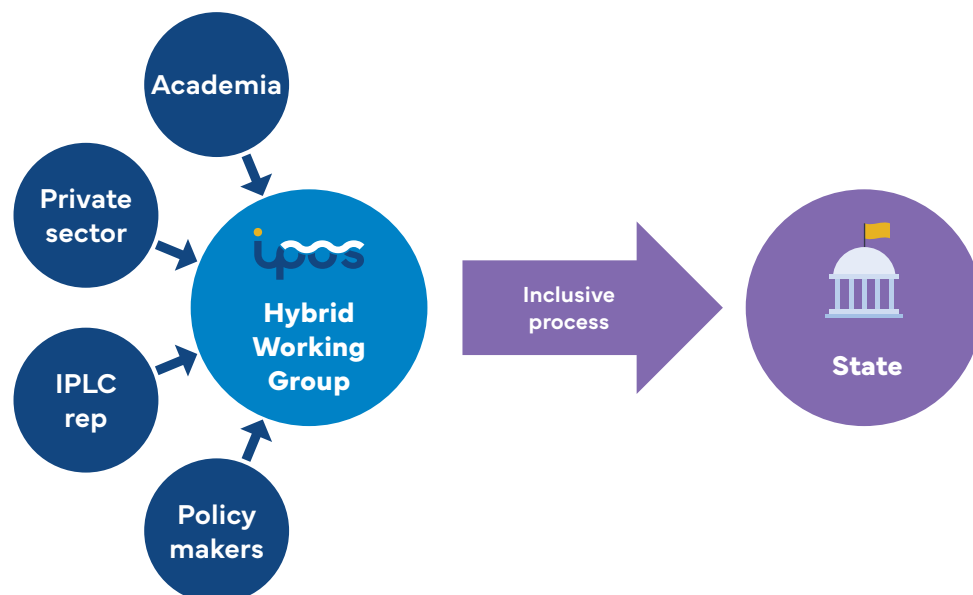 Academia
Private
sector
IPLC
rep
Policy
makers
ipos
Hybrid
Working
Group
Inclusive
process
State